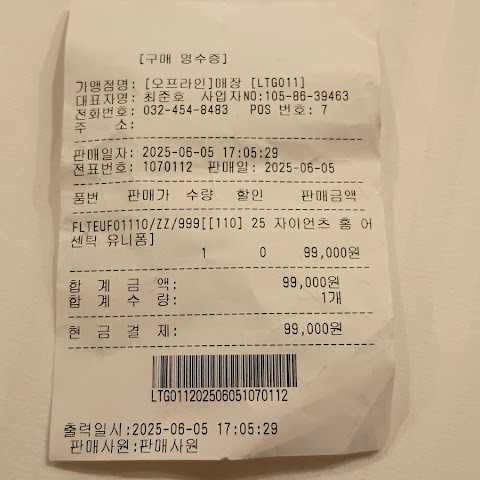 [구매 영수증]
가맹점명: [오프라인]매장 [LTG011]
대표자명: 최준호 사업자NO:105-86-39463
전화번호: 032-454-8483 POS 번호: 7
주 소:
판매일자: 2025-06-05 17:05:29
전표번호: 1070112 판매일: 2025-06-05
품번 판매가 수량 할인 판매금액
FLTEUF01110/ZZ/999[[110] 25 자이언츠 홈 어
센틱 유니폼]
1 0 99,000원
합 계 금 액: 99,000원
합 계 수 량: 1개
현 금 결 제: 99,000원
LTG011202506051070112
출력일시:2025-06-05 17:05:29
판매사원:판매사원